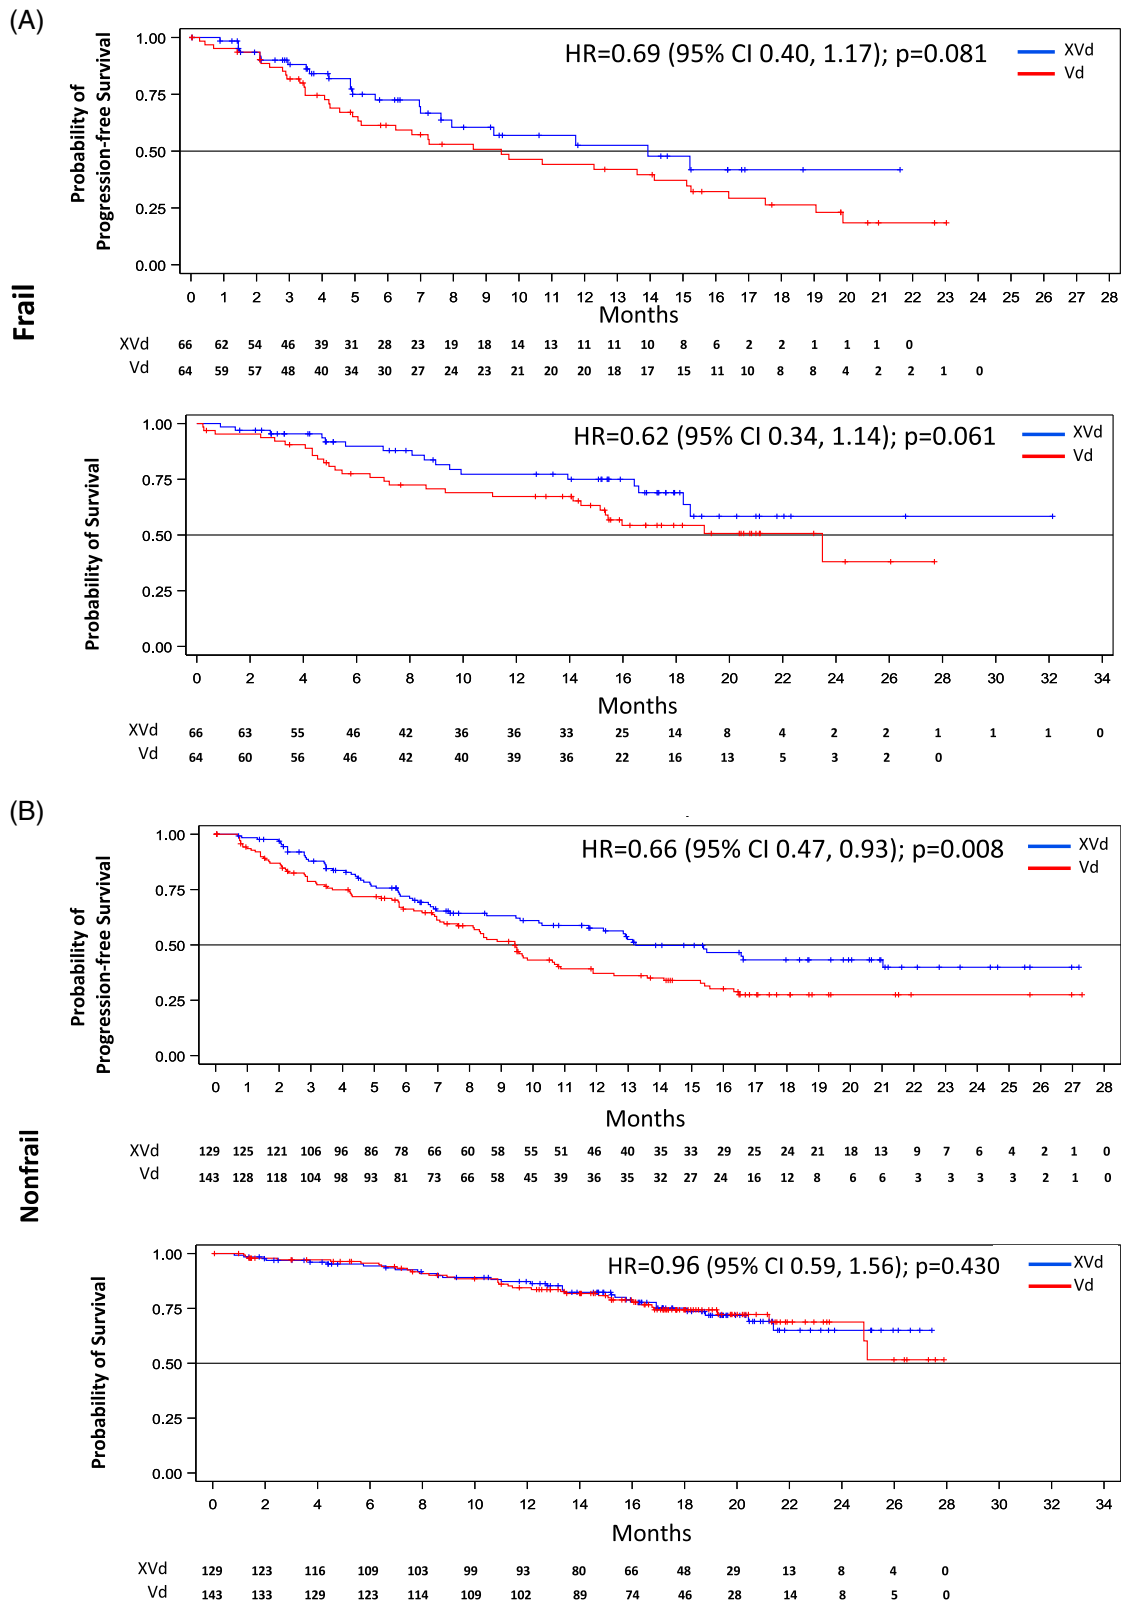 (A)
HR=0.69 (95% CI 0.40, 1.17); p=0.081
XVd
Vd
Probability of
Progression-free Survival
1.00
0.75
0.50
0.25
0.00
0 1 2 3 4 5 6 7 8 9 10 11 12 13 14 15 16 17 18 19 20 21 22 23 24 25 26 27 28
Months
XVd 66 62 54 46 39 31 28 23 19 18 14 13 11 11 10 8 6 2 2 1 1 1 0
Vd 64 59 57 48 40 34 30 27 24 23 21 20 20 18 17 15 11 10 8 8 4 2 2 1 0
Frail
HR=0.62 (95% CI 0.34, 1.14); p=0.061
XVd
Vd
Probability of Survival
1.00
0.75
0.50
0.25
0.00
0 2 4 6 8 10 12 14 16 18 20 22 24 26 28 30 32 34
Months
XVd 66 63 55 46 42 36 36 33 25 14 8 4 2 2 1 1 1 0
Vd 64 60 56 46 42 40 39 36 22 16 13 5 3 2 0
(B)
HR=0.66 (95% CI 0.47, 0.93); p=0.008
XVd
Vd
Probability of
Progression-free Survival
1.00
0.75
0.50
0.25
0.00
0 1 2 3 4 5 6 7 8 9 10 11 12 13 14 15 16 17 18 19 20 21 22 23 24 25 26 27 28
Months
XVd 129 125 121 106 96 86 78 66 60 58 55 51 46 40 35 33 29 25 24 21 18 13 9 7 6 4 2 1 0
Vd 143 128 118 104 98 93 81 73 66 58 45 39 36 35 32 27 24 16 12 8 6 6 3 3 3 3 2 1 0
Nonfrail
HR=0.96 (95% CI 0.59, 1.56); p=0.430
XVd
Vd
Probability of Survival
1.00
0.75
0.50
0.25
0.00
0 2 4 6 8 10 12 14 16 18 20 22 24 26 28 30 32 34
Months
XVd 129 123 116 109 103 99 93 80 66 48 29 13 8 4 0
Vd 143 133 129 123 114 109 102 89 74 46 28 14 8 5 0